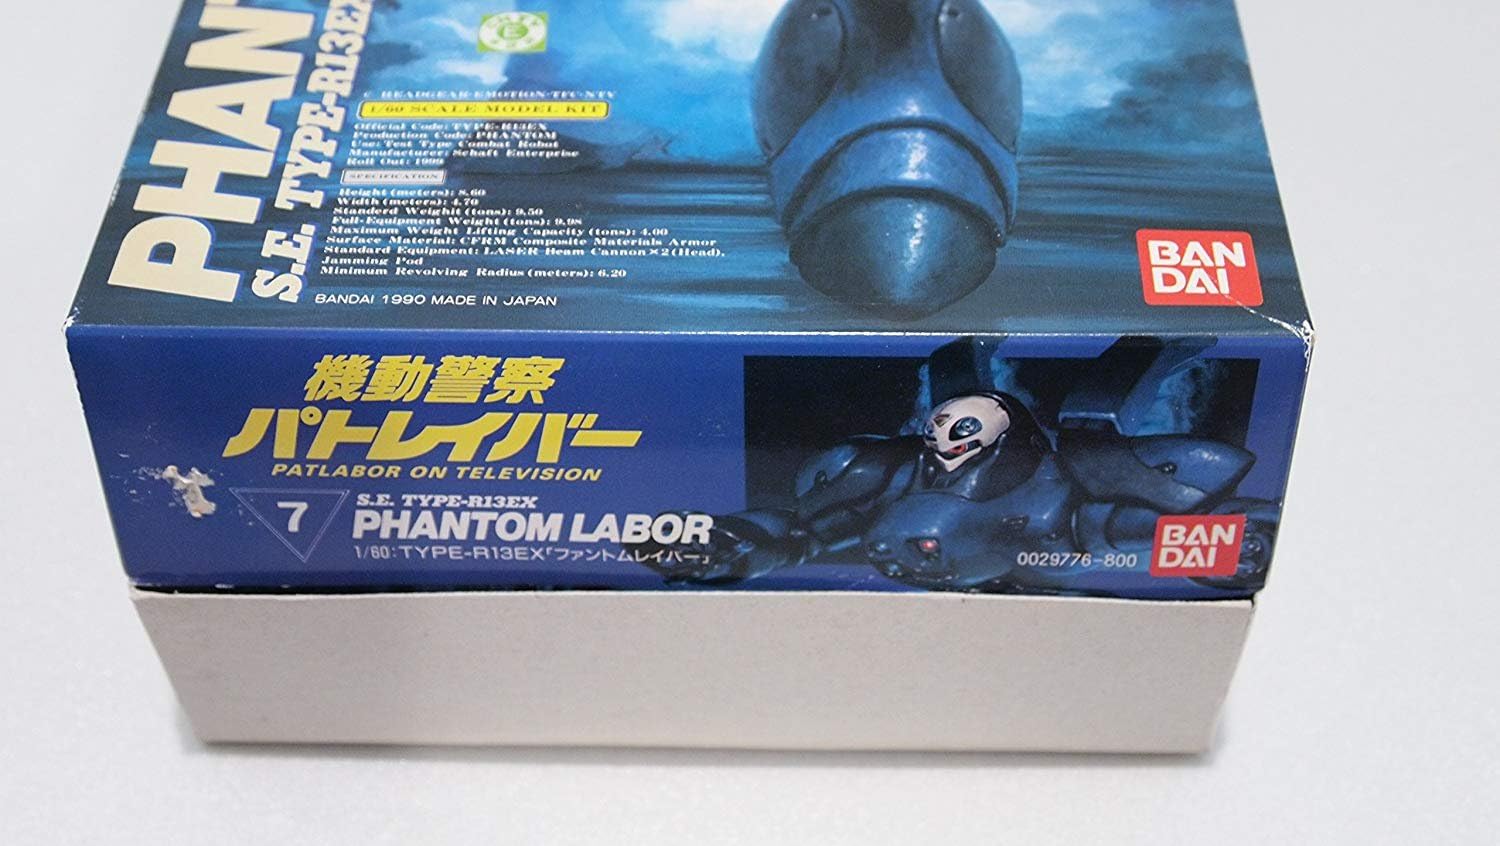 PHANT
S.E. TYPE-R13EX
© HEADGEAR·EMOTION·TFC·NTV
1/60 SCALE MODEL KIT
Official Code: TYPE-R13EX
Production Code: PHANTOM
Use: Test Type Combat Robot
Manufacturer: Schaft Enterprise
Roll Out: 1999
SPECIFICATION
Height (meters): 8.60
Width (meters): 4.70
Standerd Weighit (tons): 9.50
Full-Equipment Weight (tons): 9.98
Maximum Weight Lifting Capacity (tons): 4.00
Surface Material: CFRM Composite Materials Armor
Standard Equipment: LASER Beam Cannon×2 (Head),
Jamming Pod
Minimum Revolving Radius (meters): 6.20
BANDAI 1990 MADE IN JAPAN
BAN
DAI
機動警察
パトレイバー
PATLABOR ON TELEVISION
7
S.E. TYPE-R13EX
PHANTOM LABOR
1/60:TYPE-R13EX「ファントムレイバー」
0029776-800
BAN
DAI